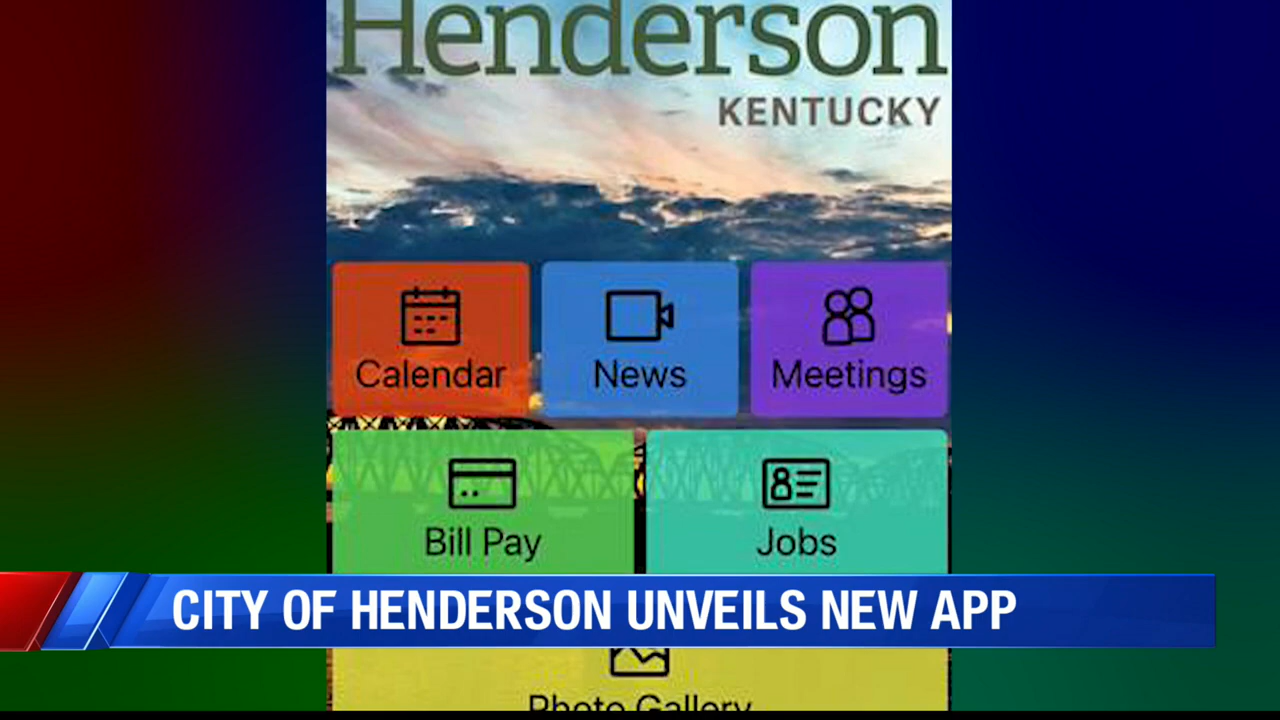 Henderson
KENTUCKY
Calendar
News
Meetings
Bill Pay
Jobs
CITY OF HENDERSON UNVEILS NEW APP
Photo Gallery